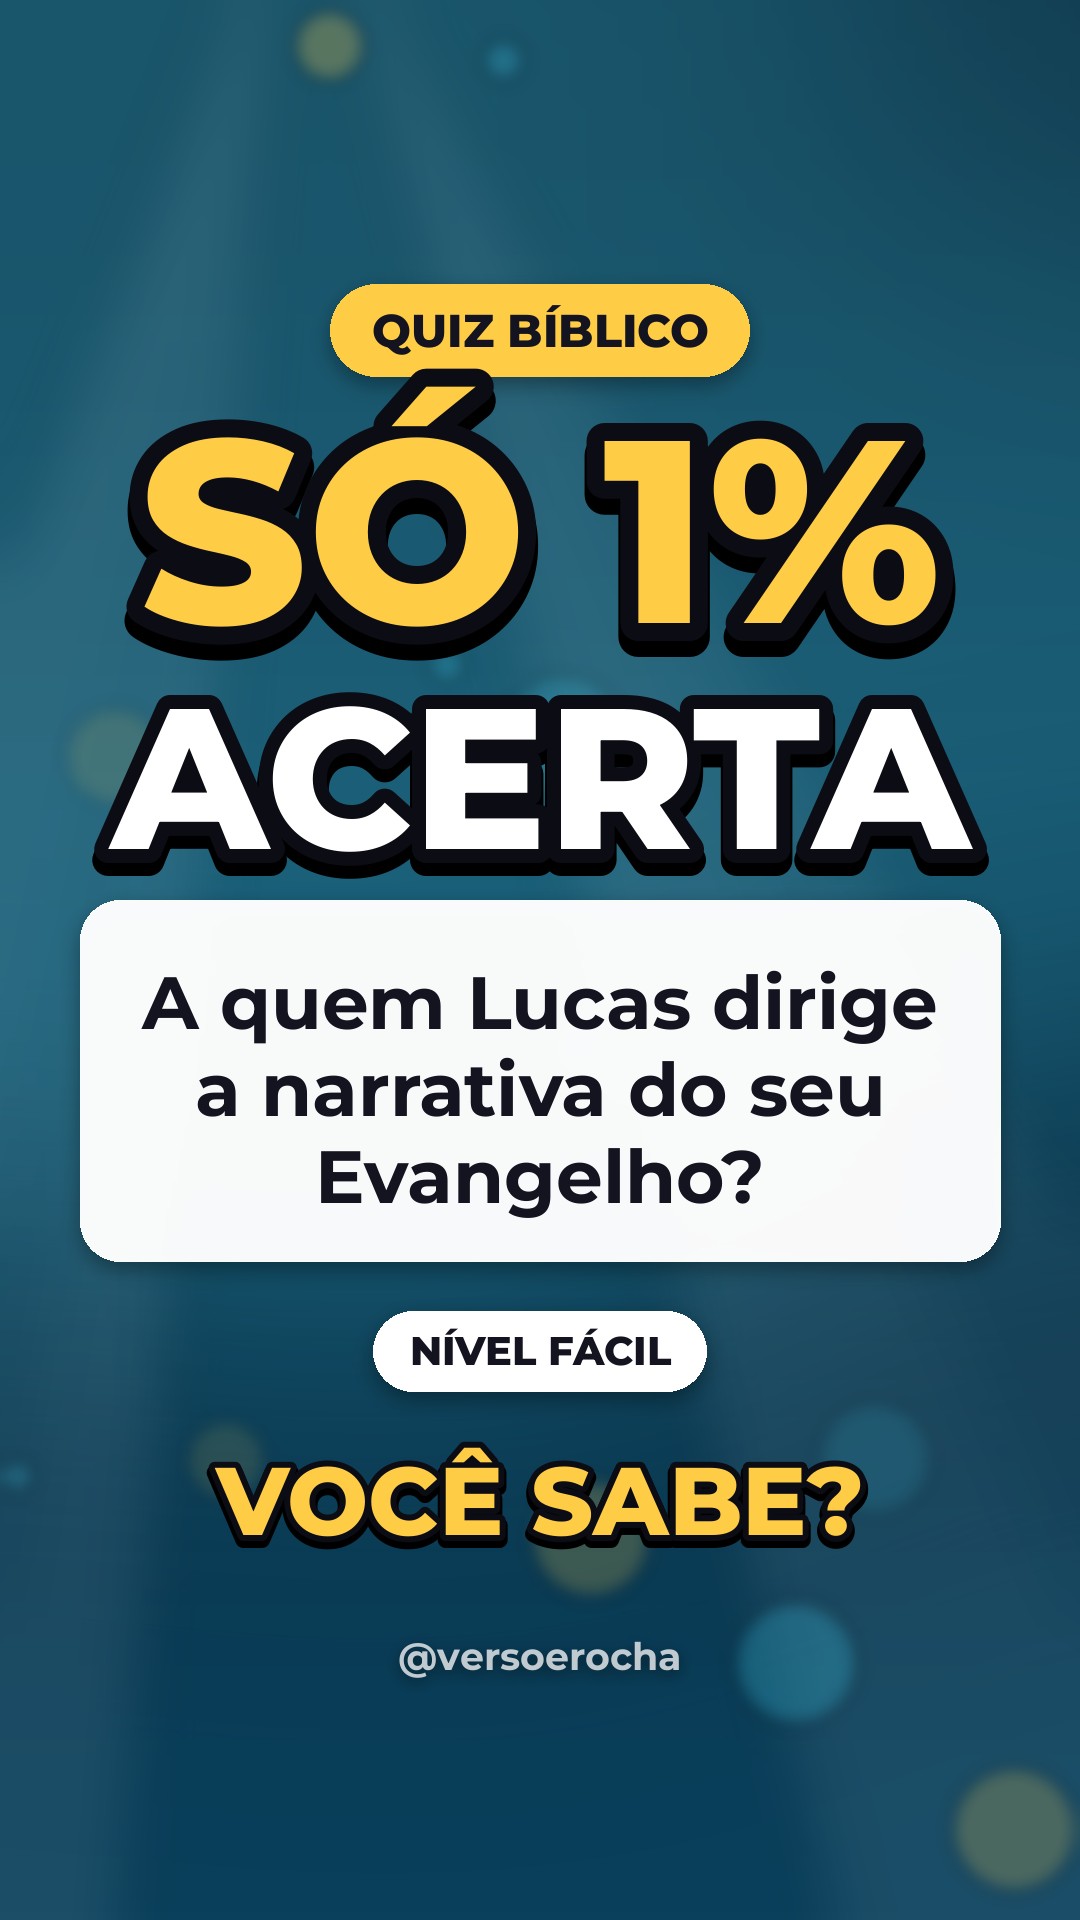 QUIZ BÍBLICO
SÓ 1%
ACERTA
A quem Lucas dirige
a narrativa do seu
Evangelho?
NÍVEL FÁCIL
VOCÊ SABE?
@versoerocha